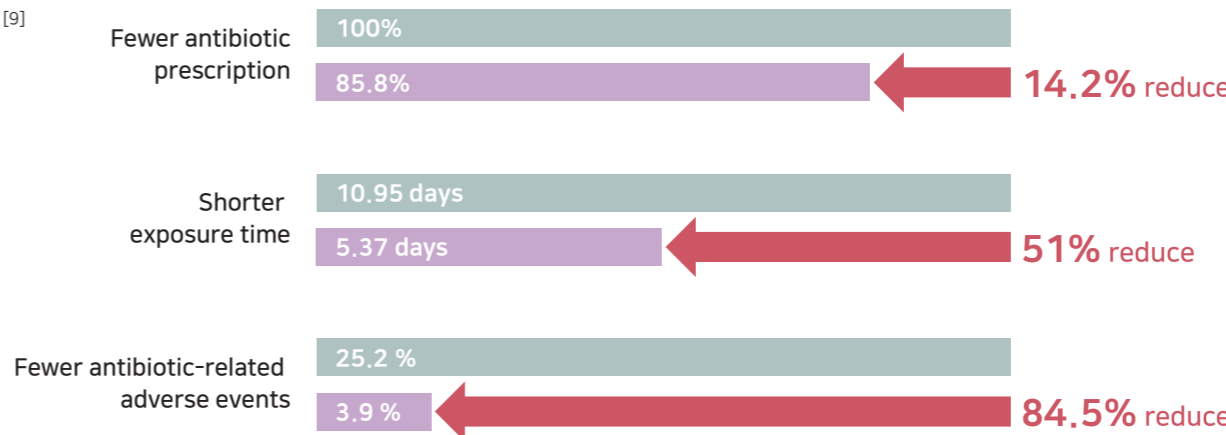 [9]
Fewer antibiotic
prescription
100%
85.8%
14.2% reduce
Shorter
exposure time
10.95 days
5.37 days
51% reduce
Fewer antibiotic-related
adverse events
25.2 %
3.9 %
84.5% reduce